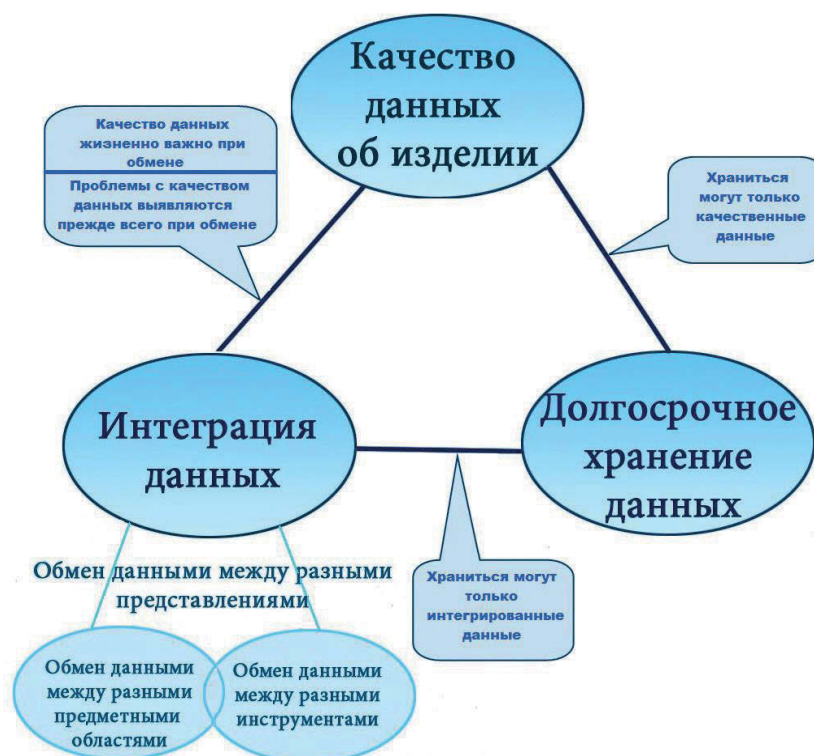 Качество
данных
об изделии
Качество данных
жизненно важно при
обмене
Проблемы с качеством
данных выявляются
прежде всего при обмене
Храниться
могут только
качественные
данные
Интеграция
данных
Долгосрочное
хранение
данных
Обмен данными между разными
представлениями
Храниться могут
только
интегрированные
данные
Обмен данными
между разными
предметными
областями
Обмен данными
между разными
инструментами